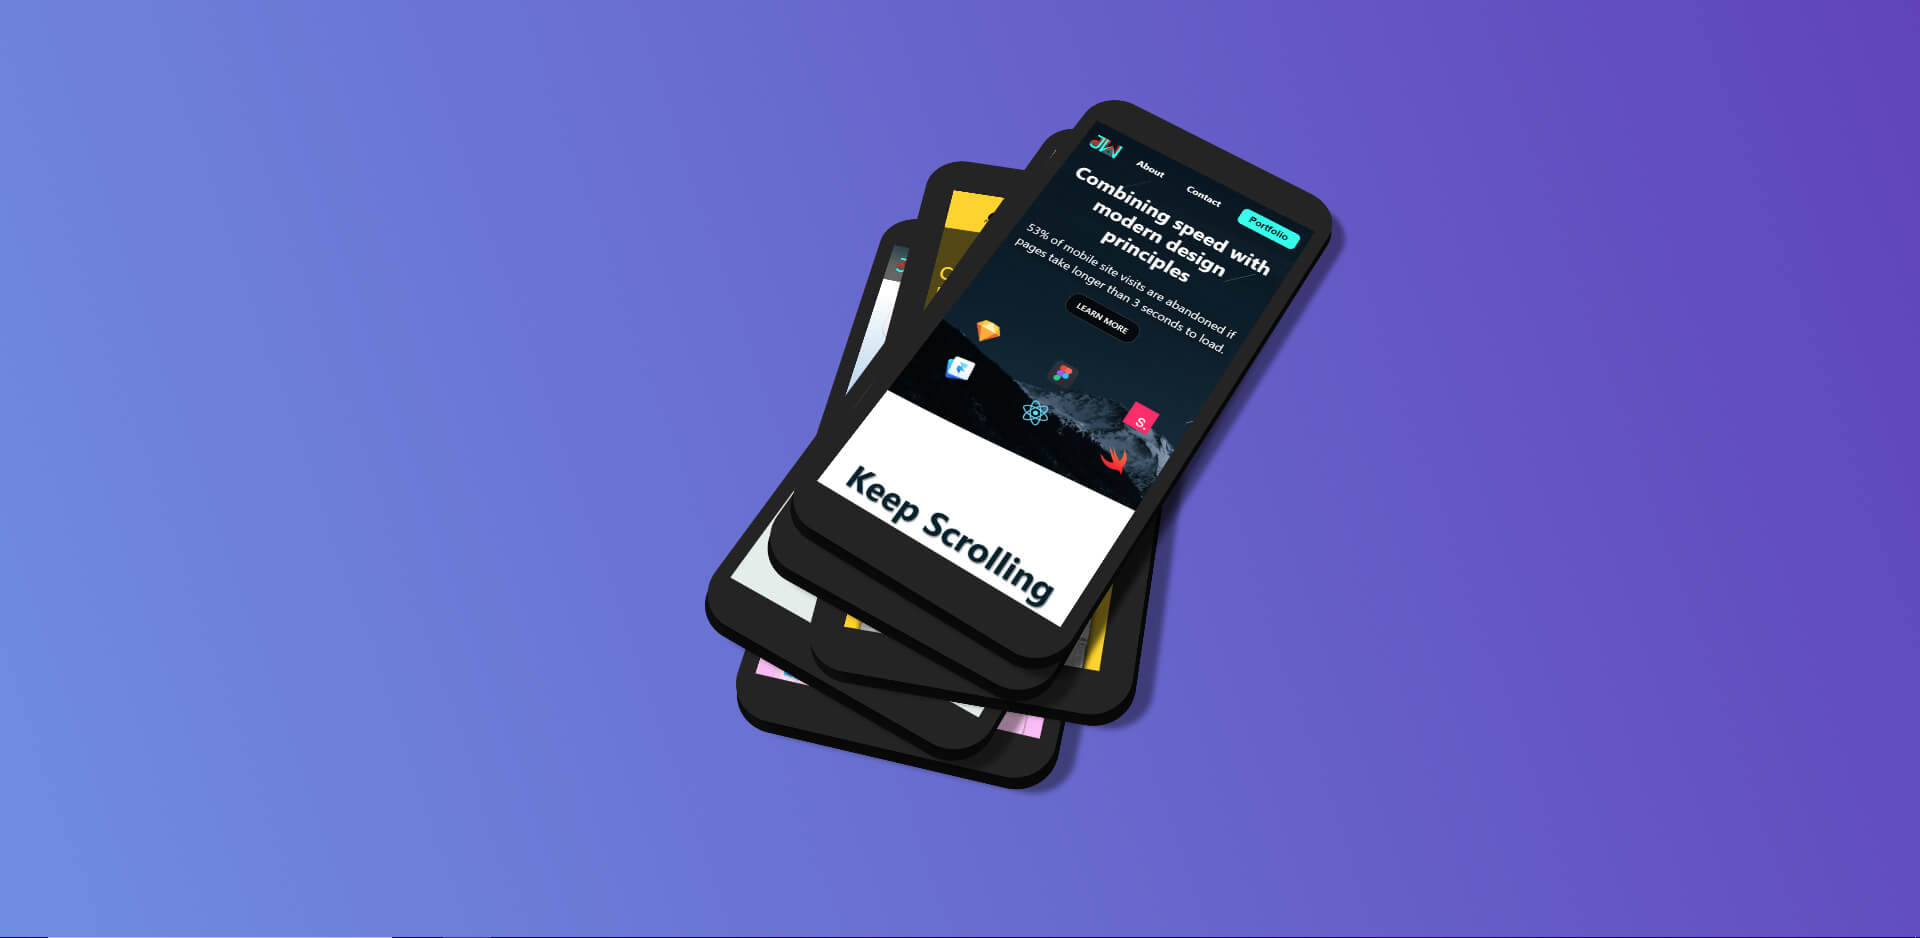 JW
About
Contact
Portfolio
Combining speed with
modern design
principles
53% of mobile site visits are abandoned if
pages take longer than 3 seconds to load.
LEARN MORE
S.
Keep Scrolling